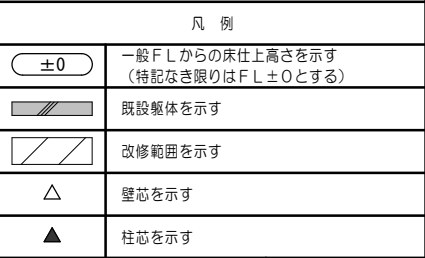 凡 例
±0
一般ＦＬからの床仕上高さを示す
（特記なき限りはＦＬ±０とする）
既設躯体を示す
改修範囲を示す
壁芯を示す
柱芯を示す